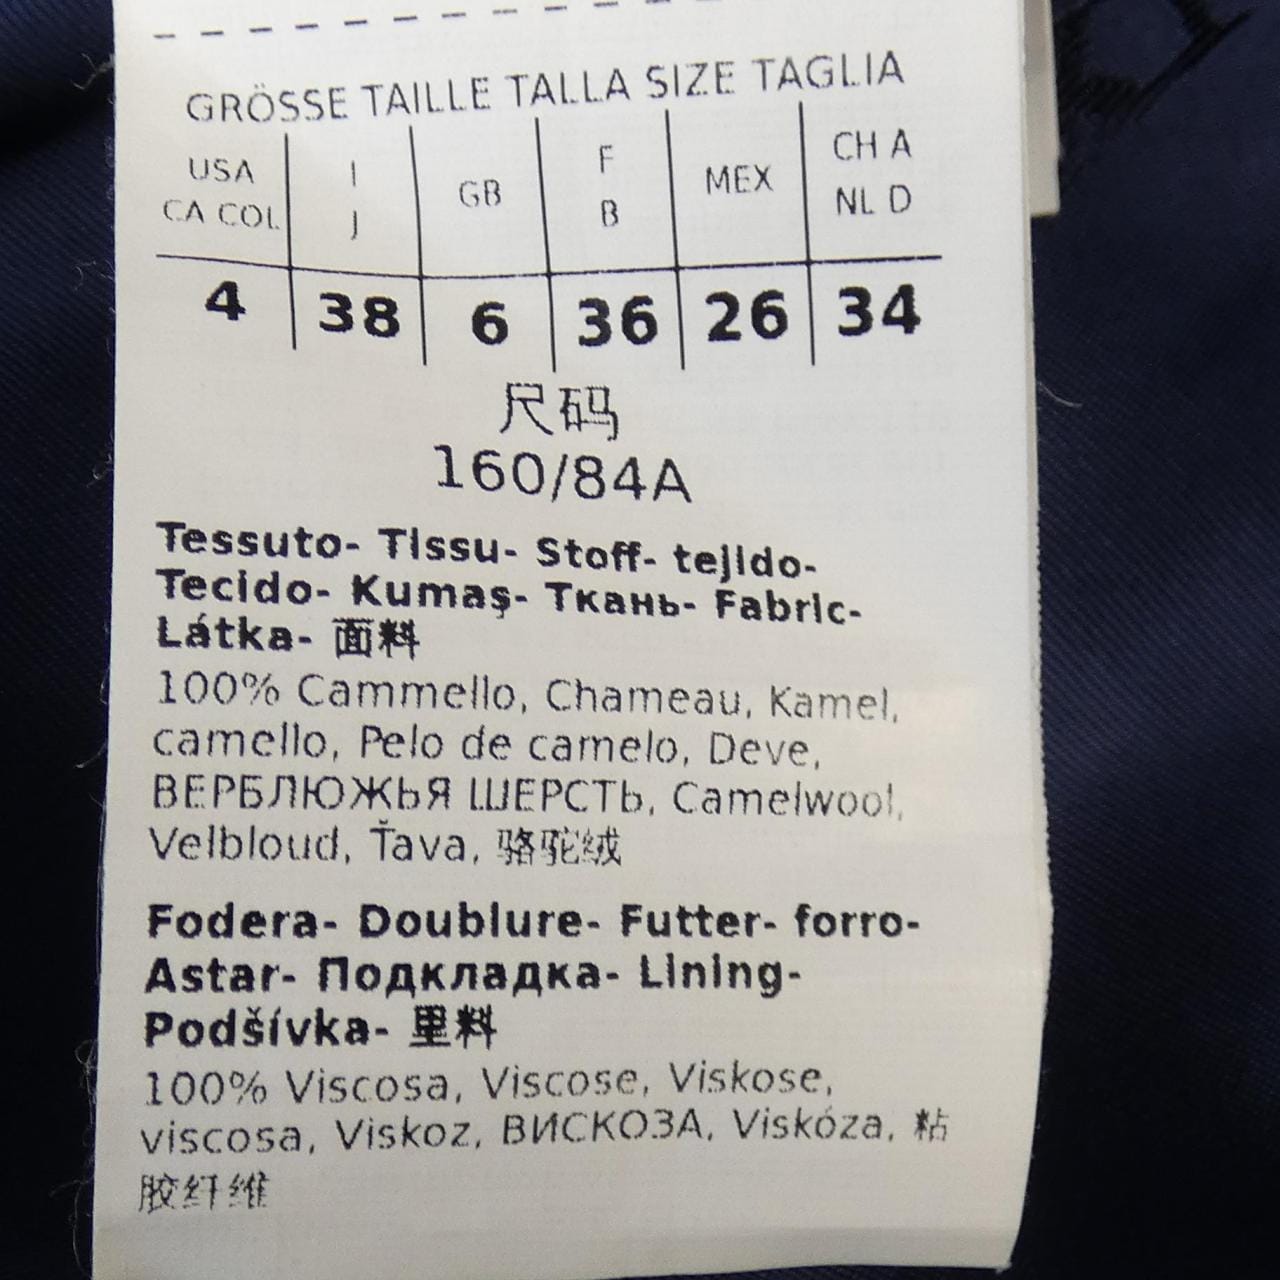 GRÖSSE TAILLE TALLA SIZE TAGLIA
USA CA COL | I J | GB | F B | MEX | CH A NL D
4 | 38 | 6 | 36 | 26 | 34
尺码
160/84A
Tessuto- Tissu- Stoff- tejido-
Tecido- Kumaş- Ткань- Fabric-
Látka- 面料
100% Cammello, Chameau, Kamel,
camello, Pelo de camelo, Deve,
ВЕРБЛЮЖЬЯ ШЕРСТЬ, Camelwool,
Velbloud, Ťava, 骆驼绒
Fodera- Doublure- Futter- forro-
Astar- Подкладка- Lining-
Podšívka- 里料
100% Viscosa, Viscose, Viskose,
viscosa, Viskoz, ВИСКОЗА, Viskóza, 粘
胶纤维